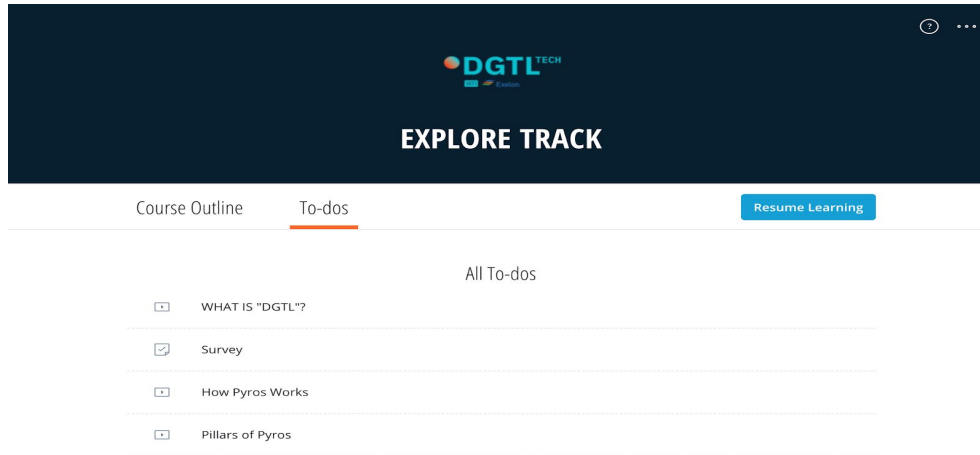 ?
DGTL TECH
Exelon
EXPLORE TRACK
Course Outline To-dos Resume Learning
All To-dos
WHAT IS "DGTL"?
Survey
How Pyros Works
Pillars of Pyros